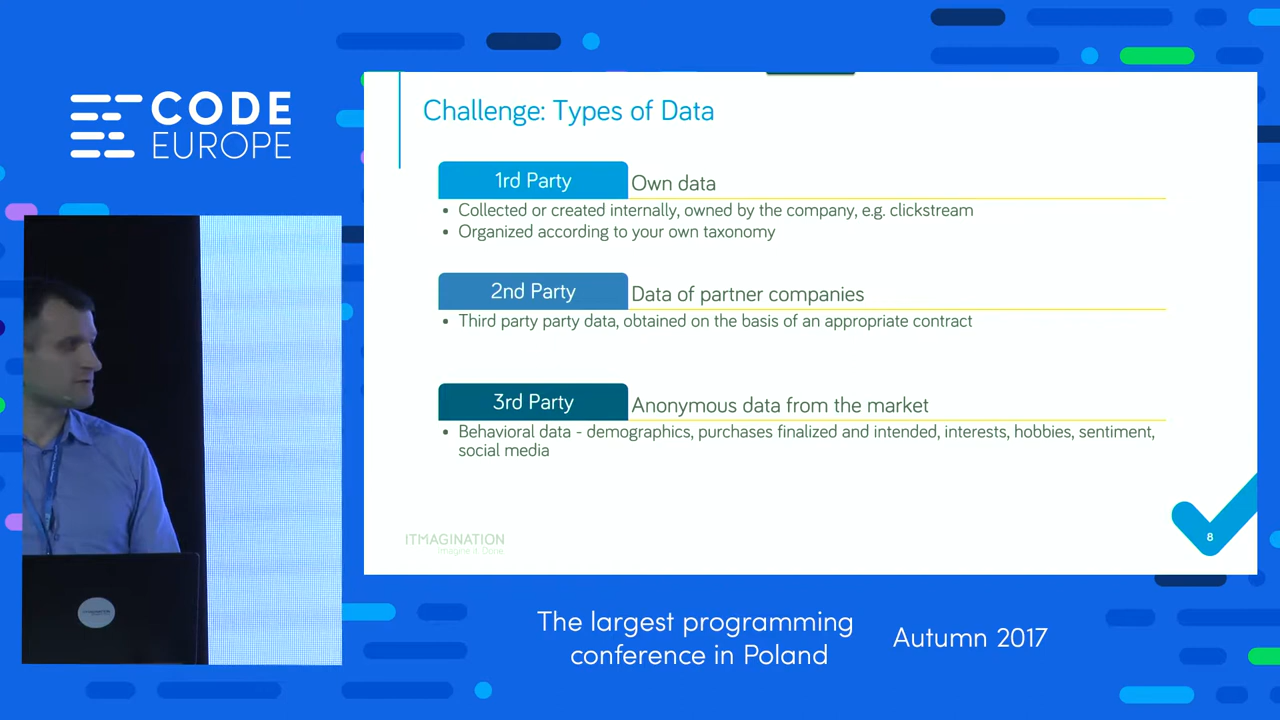 CODE
EUROPE
Challenge: Types of Data
1rd Party
Own data
• Collected or created internally, owned by the company, e.g. clickstream
• Organized according to your own taxonomy
2nd Party
Data of partner companies
• Third party party data, obtained on the basis of an appropriate contract
3rd Party
Anonymous data from the market
• Behavioral data - demographics, purchases finalized and intended, interests, hobbies, sentiment,
social media
ITMAGINATION
imagine it. Done.
8
The largest programming
conference in Poland
Autumn 2017